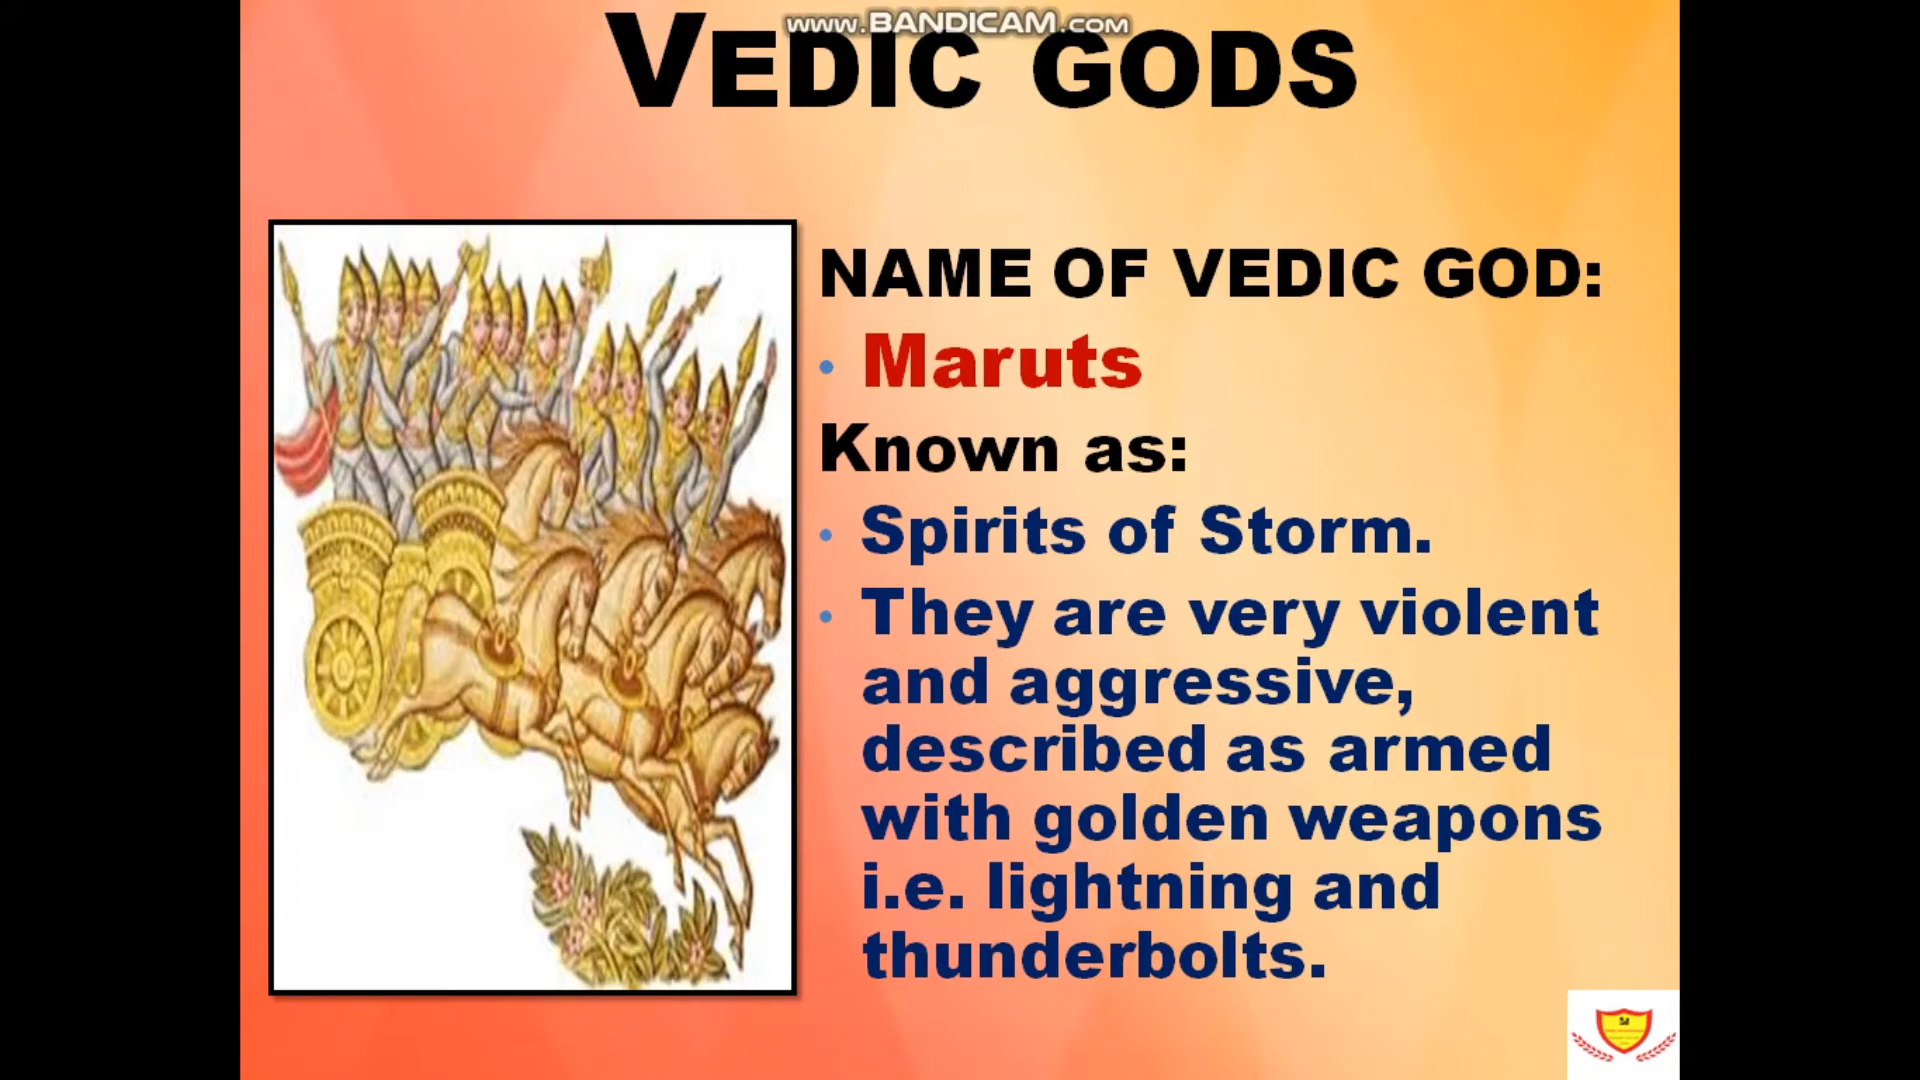 www.BANDICAM.com
VEDIC GODS
NAME OF VEDIC GOD:
• Maruts
Known as:
• Spirits of Storm.
• They are very violent
and aggressive,
described as armed
with golden weapons
i.e. lightning and
thunderbolts.